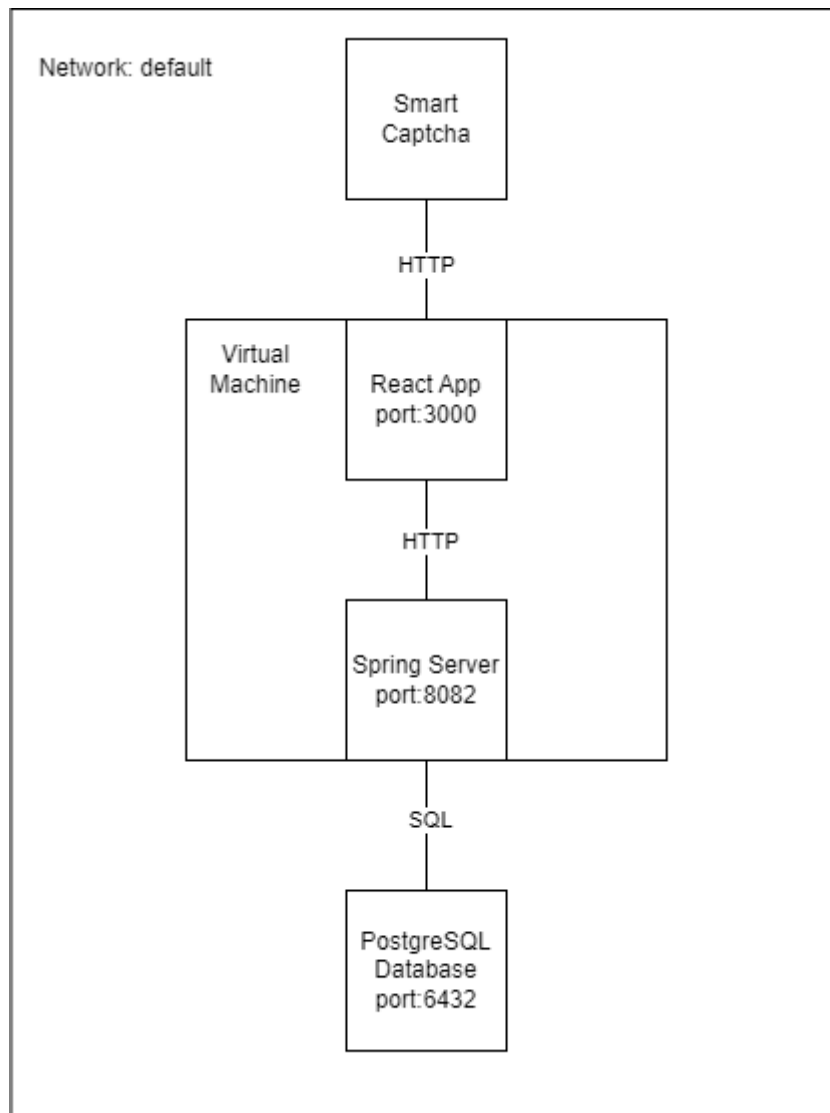 Network: default
Smart
Captcha
HTTP
Virtual
Machine
React App
port:3000
HTTP
Spring Server
port:8082
SQL
PostgreSQL
Database
port:6432